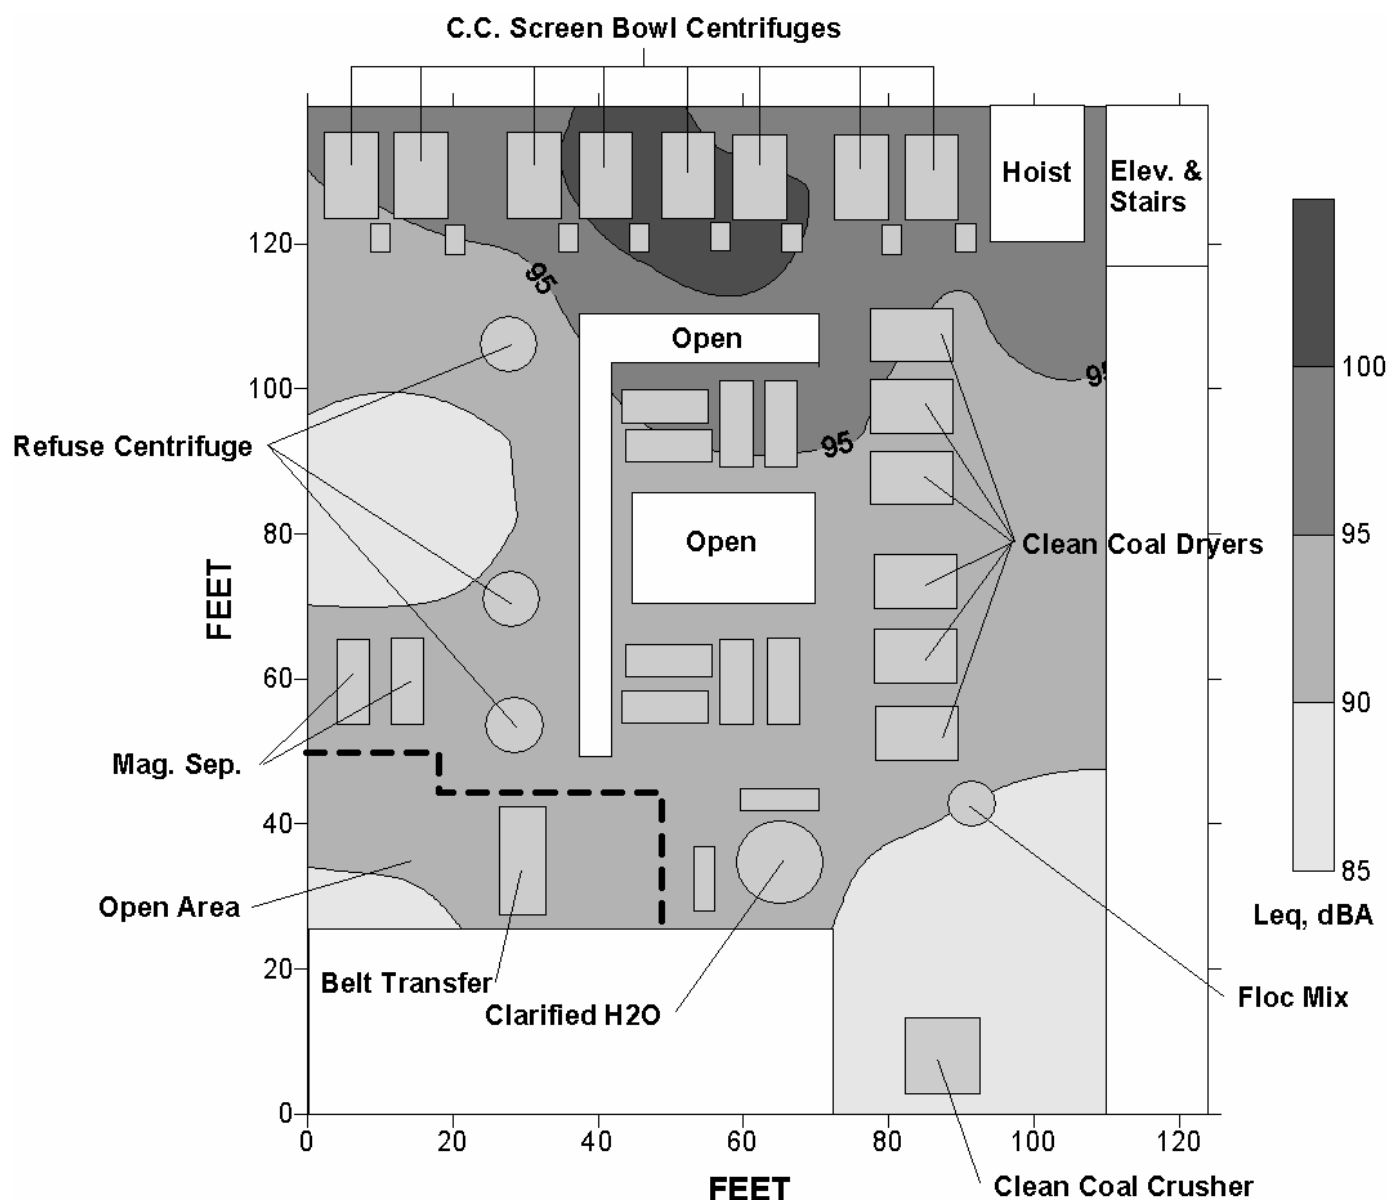 C.C. Screen Bowl Centrifuges
Hoist
Elev. &
Stairs
120
95
Open
100
95
100
95
Refuse Centrifuge
80
Open
Clean Coal Dryers
95
FEET
60
90
Mag. Sep.
40
85
Open Area
Leq, dBA
20
Belt Transfer
Clarified H2O
Floc Mix
0
0
20
40
60
80
100
120
FEET
Clean Coal Crusher